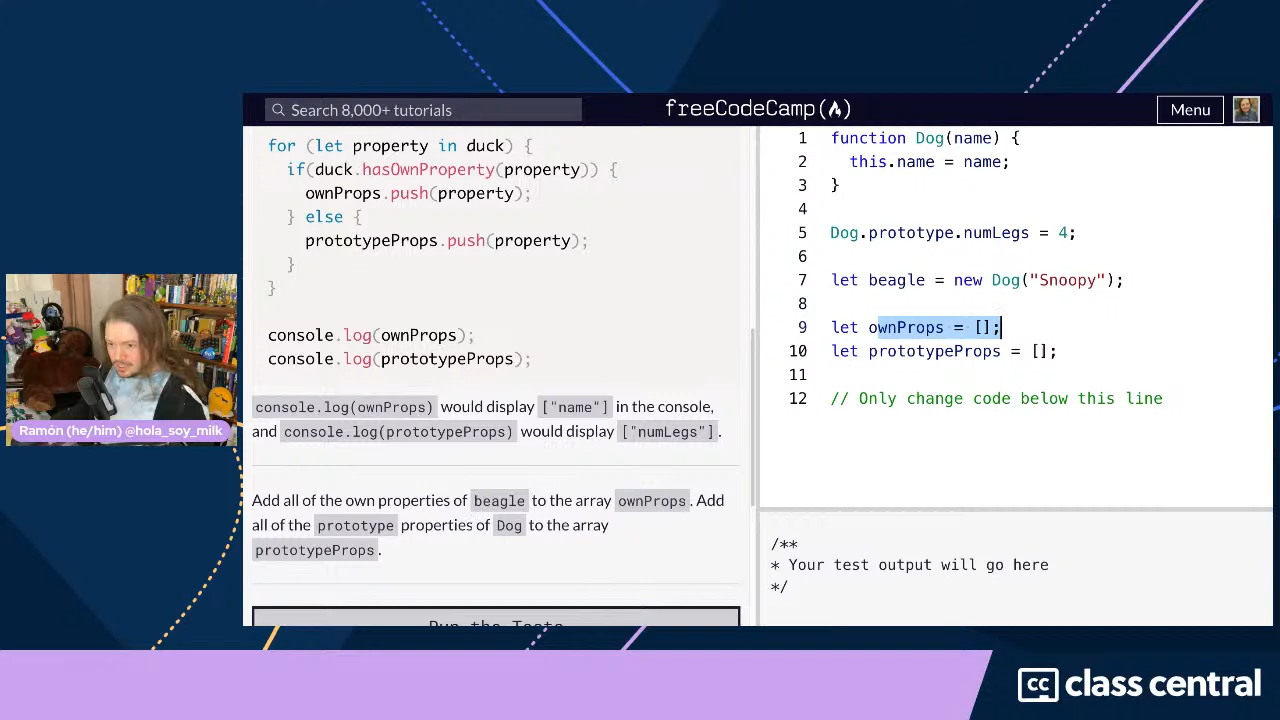 Search 8,000+ tutorials
freeCodeCamp
Menu
for (let property in duck) {
if(duck.hasOwnProperty(property)) {
ownProps.push(property);
} else {
prototypeProps.push(property);
}
}
console.log(ownProps);
console.log(prototypeProps);
console.log(ownProps) would display ["name"] in the console,
and console.log(prototypeProps) would display ["numLegs"].
Add all of the own properties of beagle to the array ownProps. Add
all of the prototype properties of Dog to the array
prototypeProps.
Run the Tests
1 function Dog(name) {
2 this.name = name;
3 }
4
5 Dog.prototype.numLegs = 4;
6
7 let beagle = new Dog("Snoopy");
8
9 let ownProps = [];
10 let prototypeProps = [];
11
12 // Only change code below this line
/**
* Your test output will go here
*/
Ramón (he/him) @hola_soy_milk
cc class central